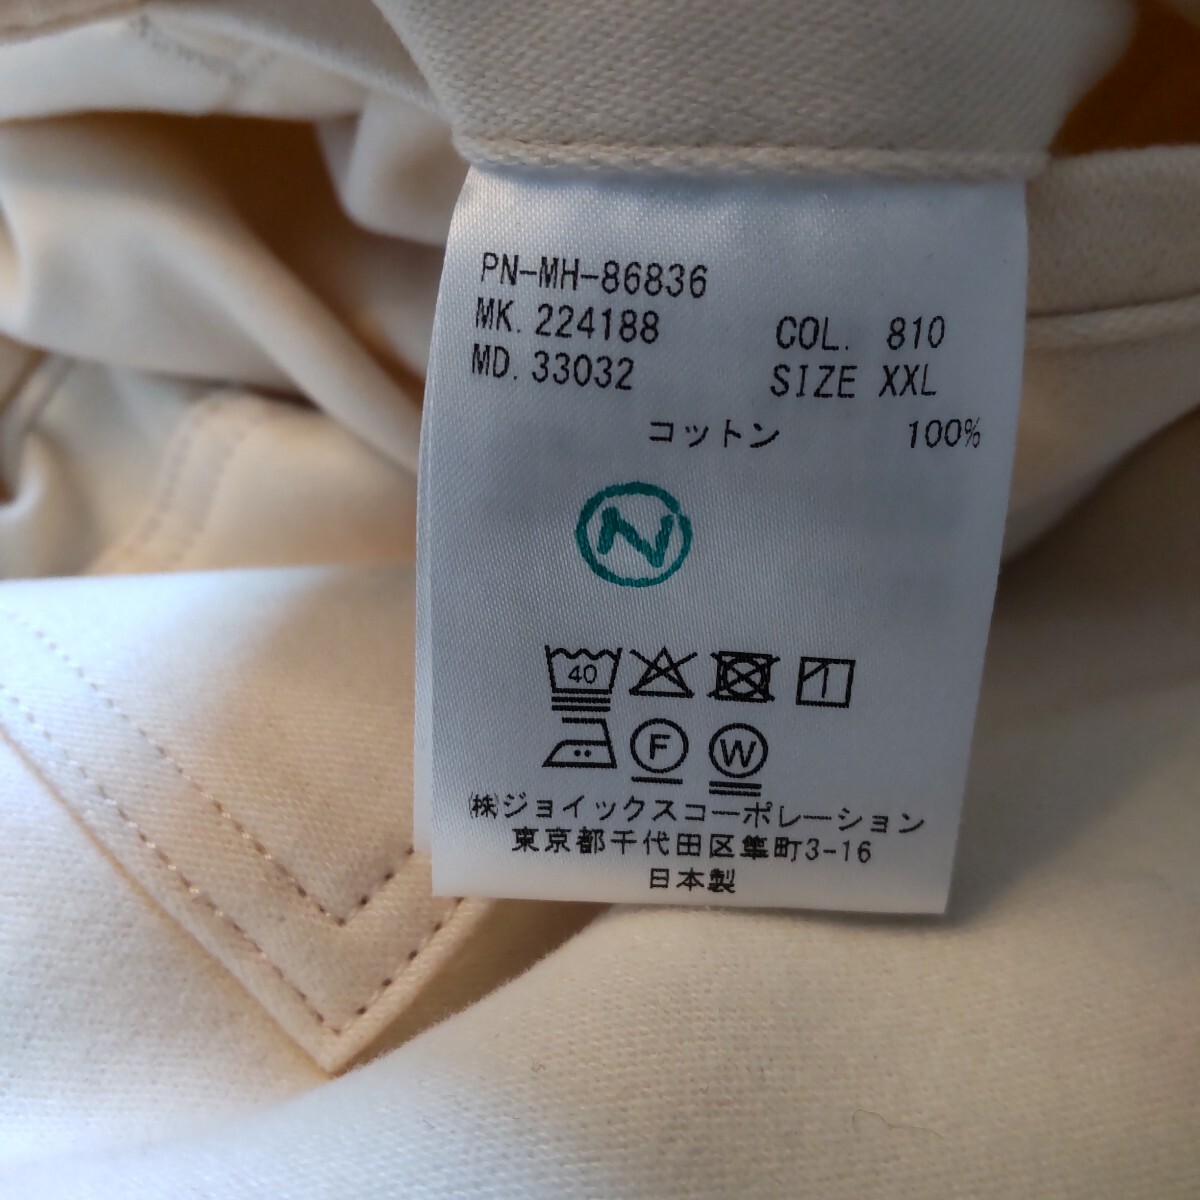 PN-MH-86836
MK. 224188 COL. 810
MD. 33032 SIZE XXL
コットン 100%
N
40
F W
㈱ジョイックスコーポレーション
東京都千代田区隼町3-16
日本製